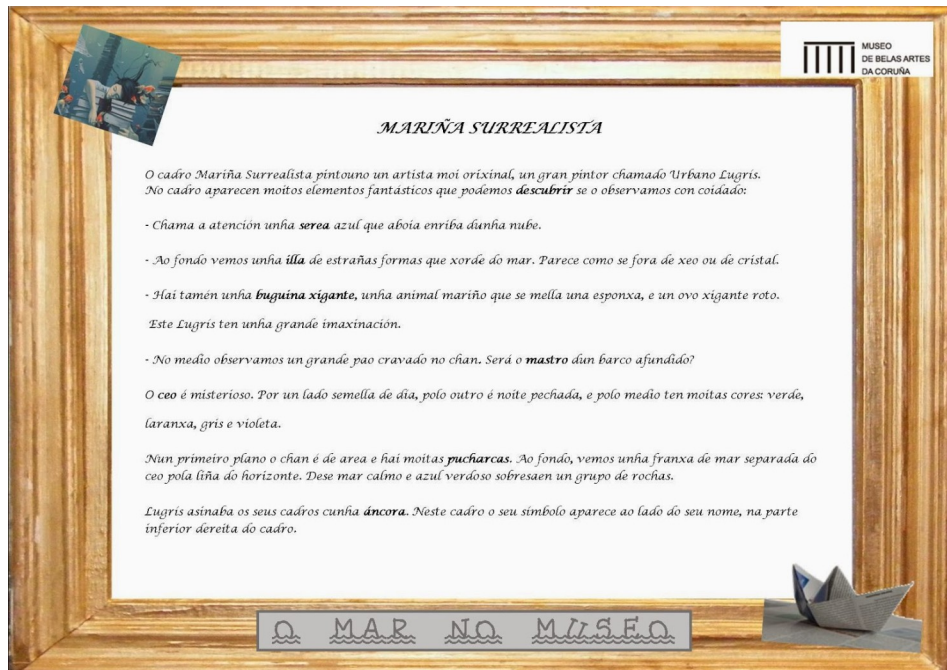 MUSEO
DE BELAS ARTES
DA CORUÑA
MARIÑA SURREALISTA
O cadro Mariña Surrealista pintouno un artista moi orixinal, un gran pintor chamado Urbano Lugrís.
No cadro aparecen moitos elementos fantásticos que podemos descubrir se o observamos con coidado:
- Chama a atención unha serea azul que aboia enriba dunha nube.
- Ao fondo vemos unha illa de estrañas formas que xorde do mar. Parece como se fora de xeo ou de cristal.
- Hai tamén unha buguina xigante, unha animal mariño que se mella una esponxa, e un ovo xigante roto.
Este Lugrís ten unha grande imaxinación.
- No medio observamos un grande pao cravado no chan. Será o mastro dun barco afundido?
O ceo é misterioso. Por un lado semella de día, polo outro é noite pechada, e polo medio ten moitas cores: verde,
laranxa, gris e violeta.
Nun primeiro plano o chan é de area e hai moitas pucharcas. Ao fondo, vemos unha franxa de mar separada do
ceo pola liña do horizonte. Dese mar calmo e azul verdoso sobresaen un grupo de rochas.
Lugrís asinaba os seus cadros cunha áncora. Neste cadro o seu símbolo aparece ao lado do seu nome, na parte
inferior dereita do cadro.
O MAR NO MUSEO